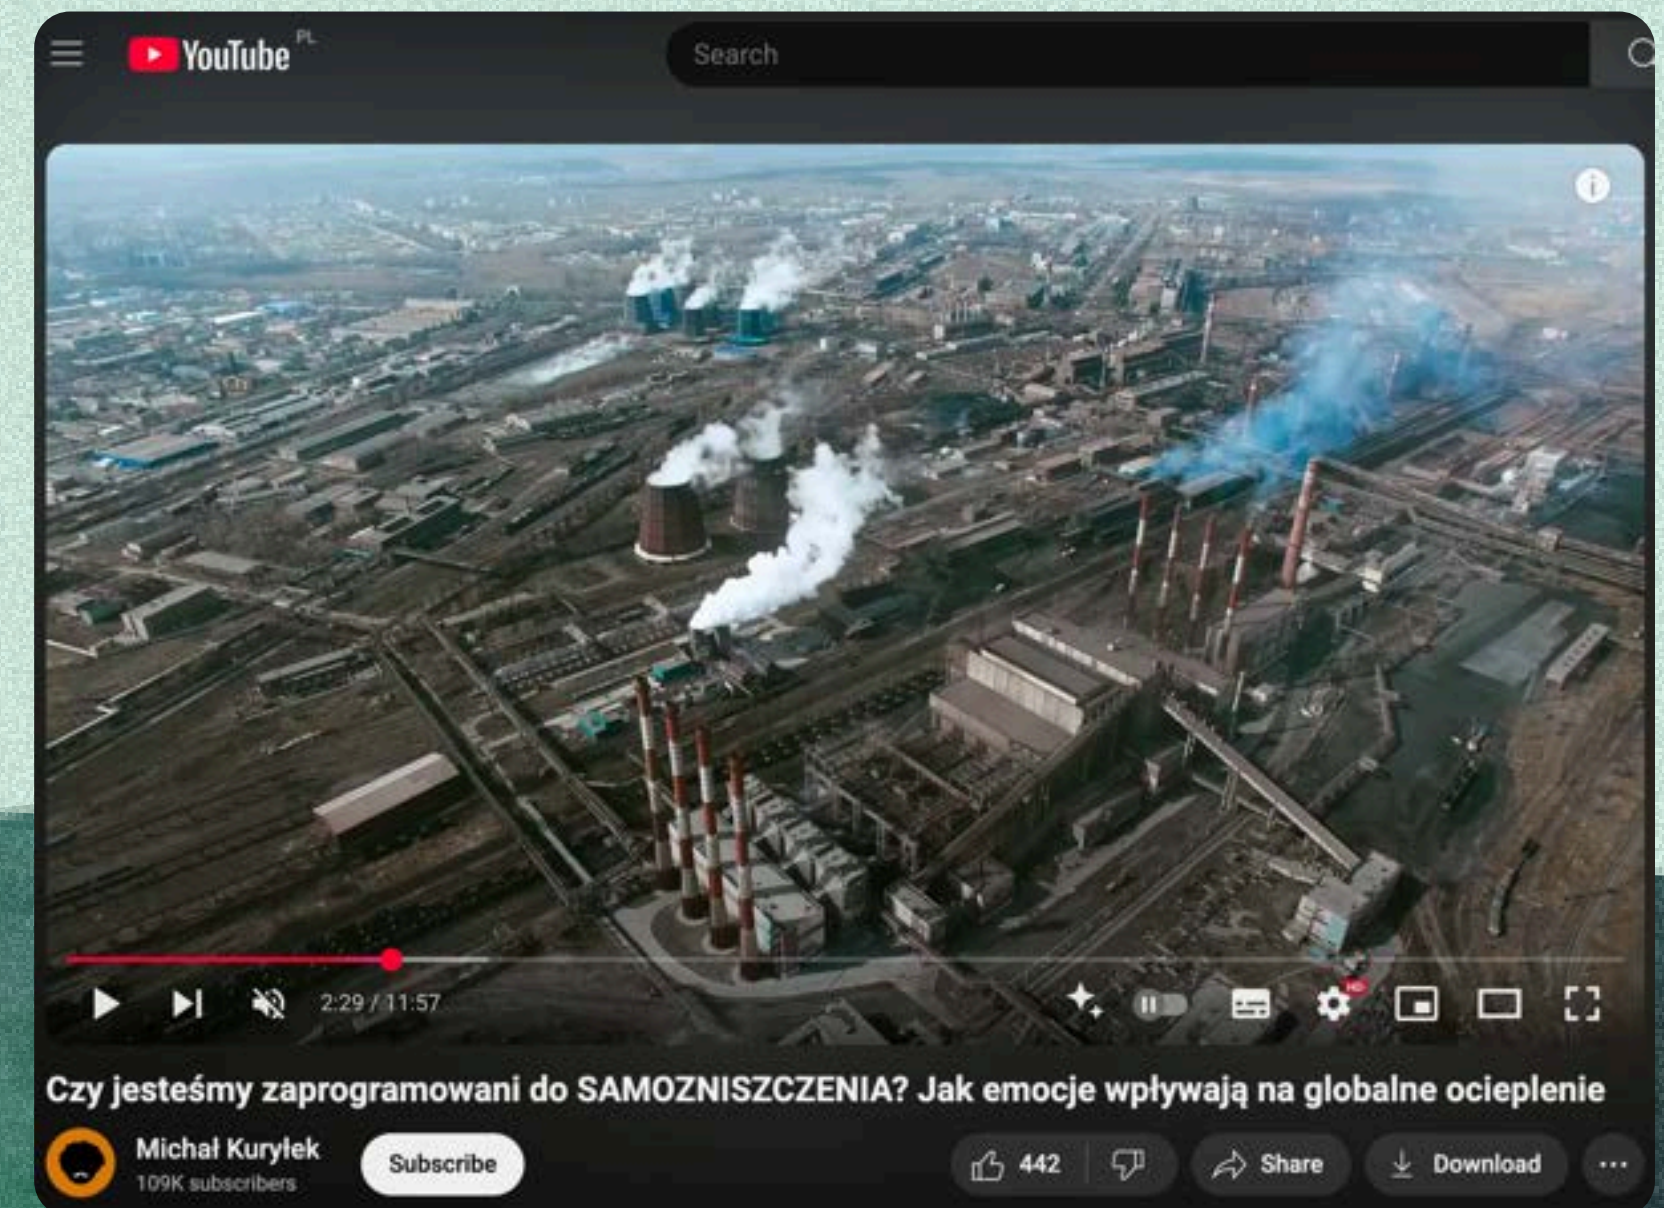 YouTube PL
Search
2:29 / 11:57
HD
Czy jesteśmy zaprogramowani do SAMOZNISZCZENIA? Jak emocje wpływają na globalne ocieplenie
Michał Kuryłek
109K subscribers
Subscribe
442
Share
Download